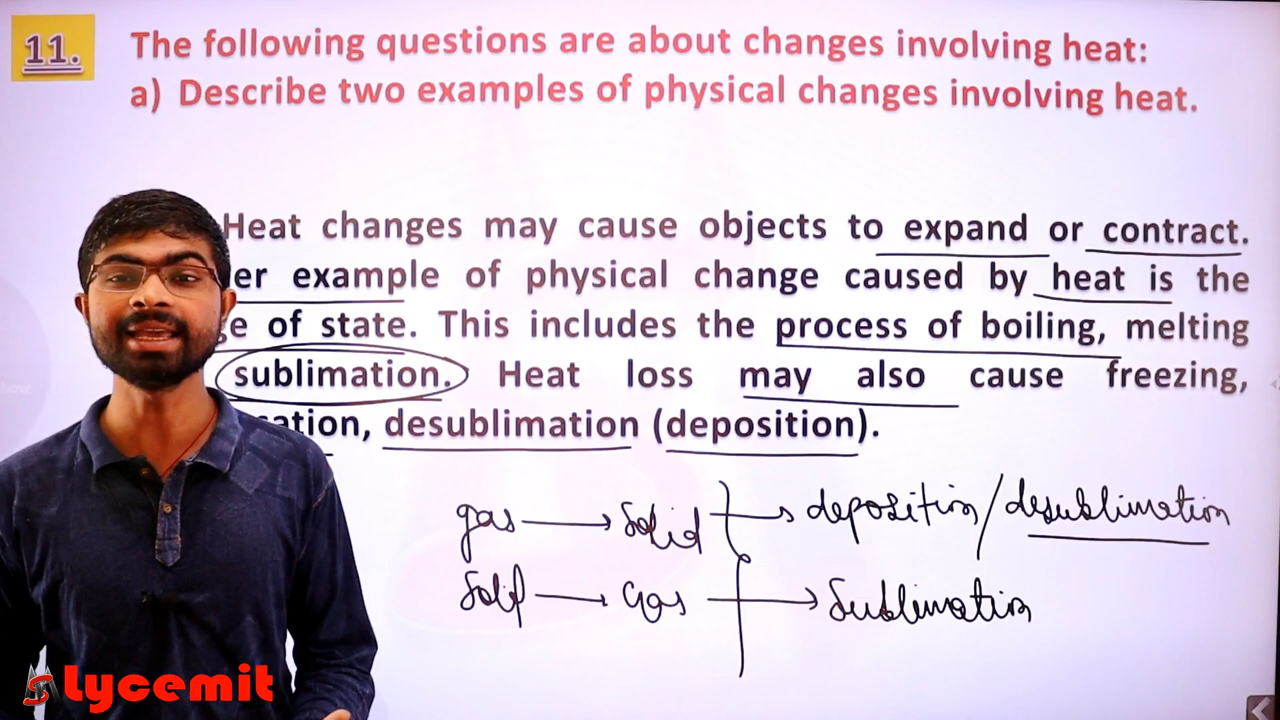 11.
The following questions are about changes involving heat:
a) Describe two examples of physical changes involving heat.
Heat changes may cause objects to expand or contract.
er example of physical change caused by heat is the
e of state. This includes the process of boiling, melting
sublimation. Heat loss may also cause freezing,
ation, desublimation (deposition).
gas → Solid → deposition/desublimation
Solid → Gas → Sublimation
Lycemit